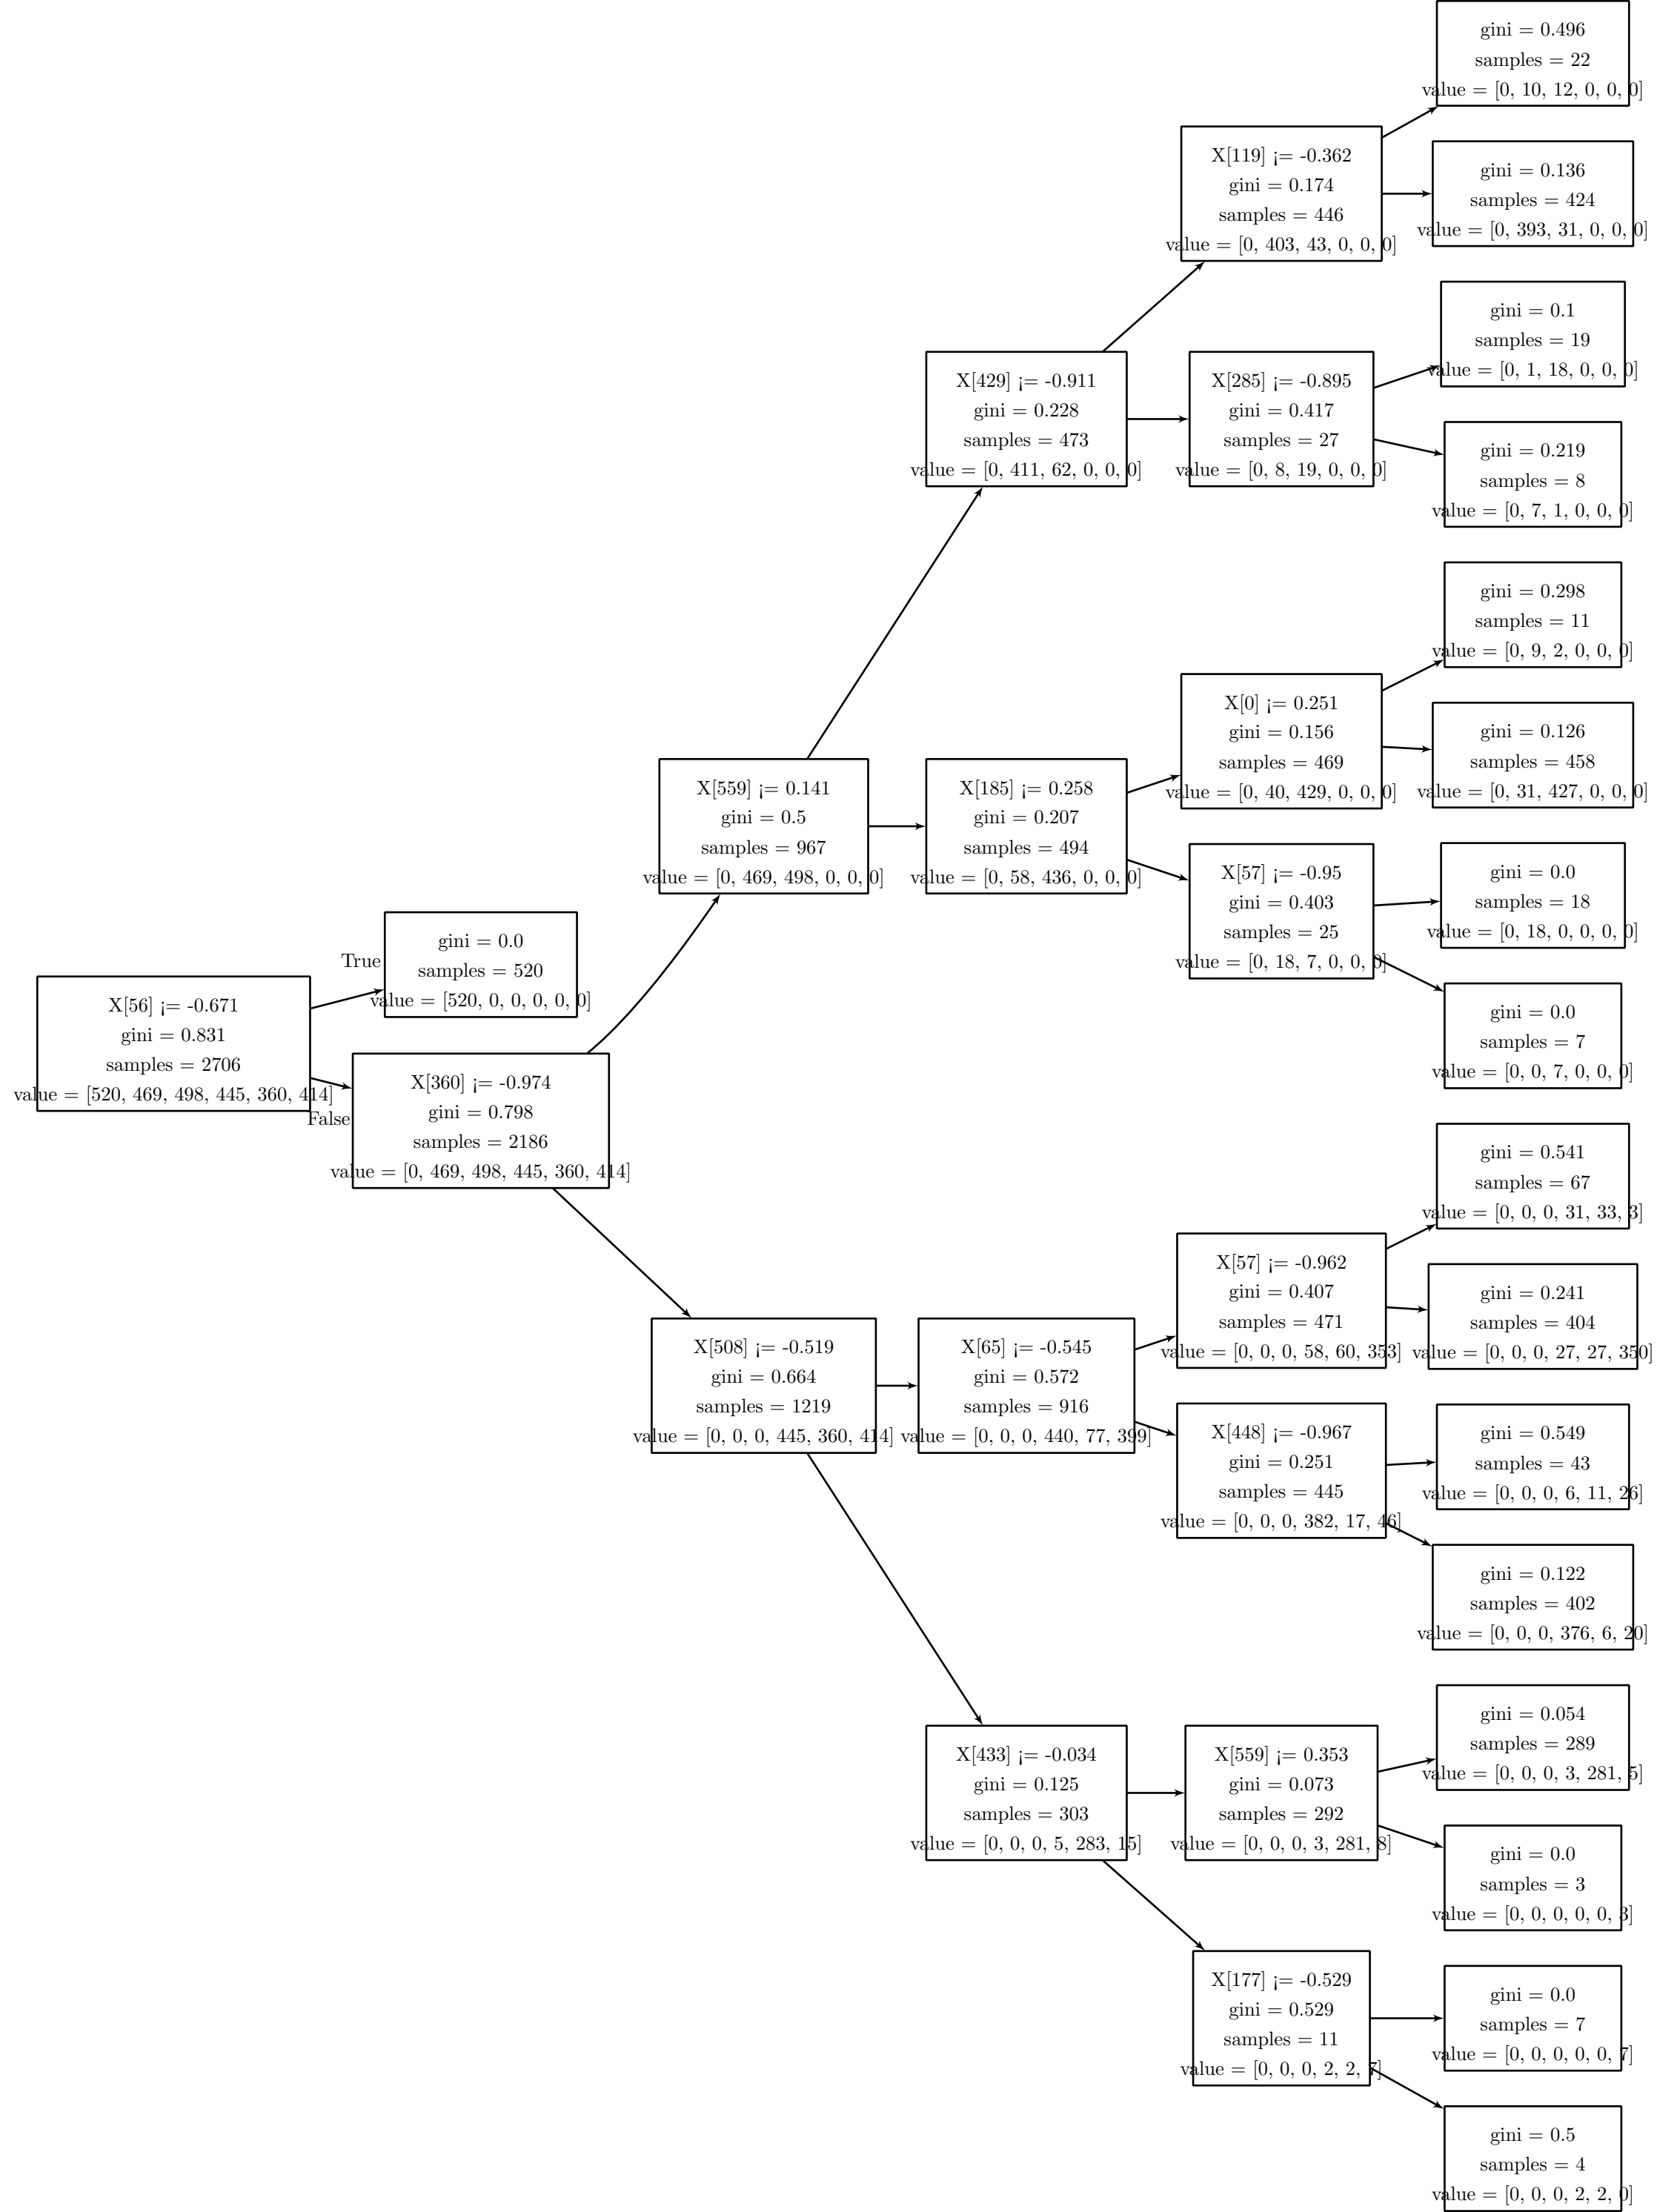 gini = 0.496
samples = 22
value = [0, 10, 12, 0, 0, 0]
X[119] ¡= -0.362
gini = 0.174
samples = 446
value = [0, 403, 43, 0, 0, 0]
gini = 0.136
samples = 424
value = [0, 393, 31, 0, 0, 0]
gini = 0.1
samples = 19
value = [0, 1, 18, 0, 0, 0]
X[429] ¡= -0.911
gini = 0.228
samples = 473
value = [0, 411, 62, 0, 0, 0]
X[285] ¡= -0.895
gini = 0.417
samples = 27
value = [0, 8, 19, 0, 0, 0]
gini = 0.219
samples = 8
value = [0, 7, 1, 0, 0, 0]
gini = 0.298
samples = 11
value = [0, 9, 2, 0, 0, 0]
X[0] ¡= 0.251
gini = 0.156
samples = 469
value = [0, 40, 429, 0, 0, 0]
gini = 0.126
samples = 458
value = [0, 31, 427, 0, 0, 0]
X[559] ¡= 0.141
gini = 0.5
samples = 967
value = [0, 469, 498, 0, 0, 0]
X[185] ¡= 0.258
gini = 0.207
samples = 494
value = [0, 58, 436, 0, 0, 0]
X[57] ¡= -0.95
gini = 0.403
samples = 25
value = [0, 18, 7, 0, 0, 0]
gini = 0.0
samples = 18
value = [0, 18, 0, 0, 0, 0]
gini = 0.0
samples = 7
value = [0, 0, 7, 0, 0, 0]
True
gini = 0.0
samples = 520
value = [520, 0, 0, 0, 0, 0]
X[56] ¡= -0.671
gini = 0.831
samples = 2706
value = [520, 469, 498, 445, 360, 414]
False
X[360] ¡= -0.974
gini = 0.798
samples = 2186
value = [0, 469, 498, 445, 360, 414]
gini = 0.541
samples = 67
value = [0, 0, 0, 31, 33, 3]
X[57] ¡= -0.962
gini = 0.407
samples = 471
value = [0, 0, 0, 58, 60, 353]
gini = 0.241
samples = 404
value = [0, 0, 0, 27, 27, 350]
X[508] ¡= -0.519
gini = 0.664
samples = 1219
value = [0, 0, 0, 445, 360, 414]
X[65] ¡= -0.545
gini = 0.572
samples = 916
value = [0, 0, 0, 440, 77, 399]
X[448] ¡= -0.967
gini = 0.251
samples = 445
value = [0, 0, 0, 382, 17, 46]
gini = 0.549
samples = 43
value = [0, 0, 0, 6, 11, 26]
gini = 0.122
samples = 402
value = [0, 0, 0, 376, 6, 20]
gini = 0.054
samples = 289
value = [0, 0, 0, 3, 281, 5]
X[433] ¡= -0.034
gini = 0.125
samples = 303
value = [0, 0, 0, 5, 283, 15]
X[559] ¡= 0.353
gini = 0.073
samples = 292
value = [0, 0, 0, 3, 281, 8]
gini = 0.0
samples = 3
value = [0, 0, 0, 0, 0, 3]
X[177] ¡= -0.529
gini = 0.529
samples = 11
value = [0, 0, 0, 2, 2, 7]
gini = 0.0
samples = 7
value = [0, 0, 0, 0, 0, 7]
gini = 0.5
samples = 4
value = [0, 0, 0, 2, 2, 0]